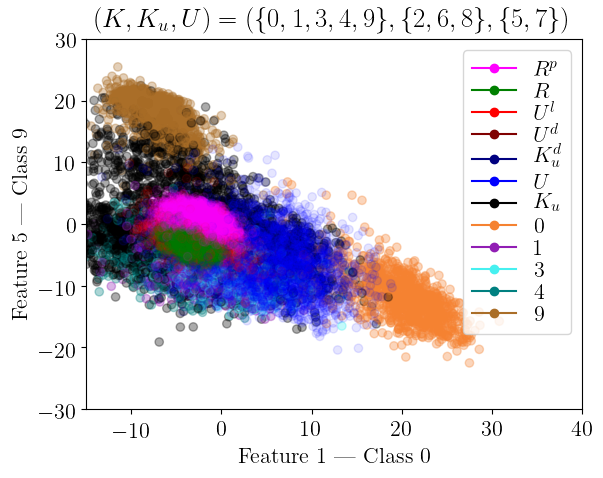 (K, K_u, U) = ({0, 1, 3, 4, 9}, {2, 6, 8}, {5, 7})
30
20
10
0
−10
−20
−30
Feature 5 — Class 9
R^p
R
U^l
U^d
K_u^d
U
K_u
0
1
3
4
9
−10
0
10
20
30
40
Feature 1 — Class 0